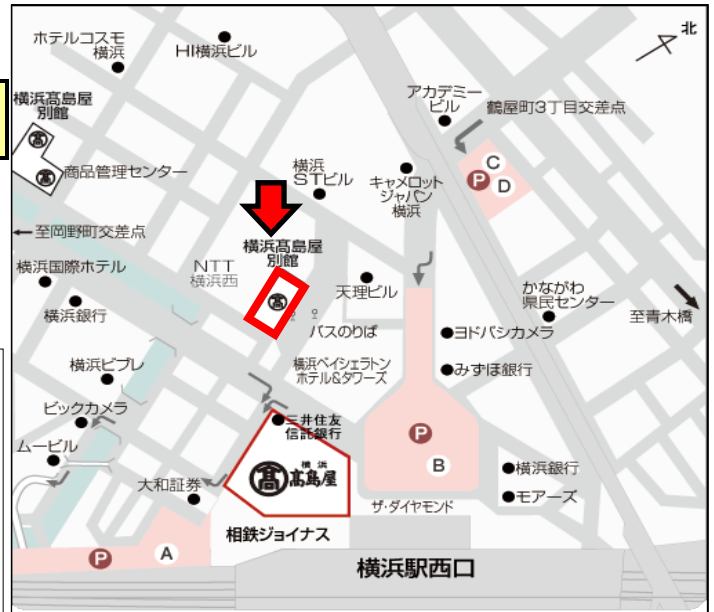 北
ホテルコスモ
横浜
HI横浜ビル
アカデミー
ビル
鶴屋町3丁目交差点
横浜髙島屋
別館
髙
髙
商品管理センター
横浜
STビル
キャメロット
ジャパン
横浜
P
C
D
←至岡野町交差点
横浜髙島屋
別館
髙
NTT
横浜西
横浜国際ホテル
横浜銀行
天理ビル
かながわ
県民センター
至青木橋
バスのりば
ヨドバシカメラ
横浜ビブレ
横浜ベイシェラトン
ホテル&タワーズ
みずほ銀行
ビックカメラ
三井住友
信託銀行
ムービル
P
B
横浜
髙 髙島屋
横浜銀行
大和証券
ザ・ダイヤモンド
モアーズ
相鉄ジョイナス
P
A
横浜駅西口